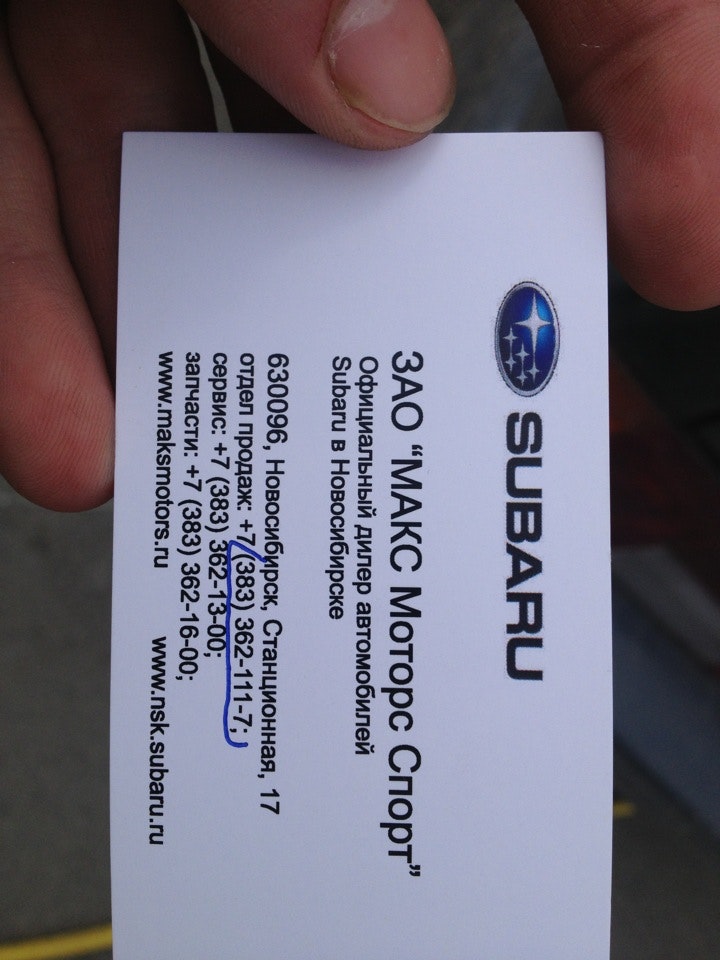 SUBARU
ЗАО “МАКС Моторс Спорт”
Официальный дилер автомобилей
Subaru в Новосибирске
630096, Новосибирск, Станционная, 17
отдел продаж: +7 (383) 362-111-7;
сервис: +7 (383) 362-13-00;
запчасти: +7 (383) 362-16-00;
www.maksmotors.ru www.nsk.subaru.ru